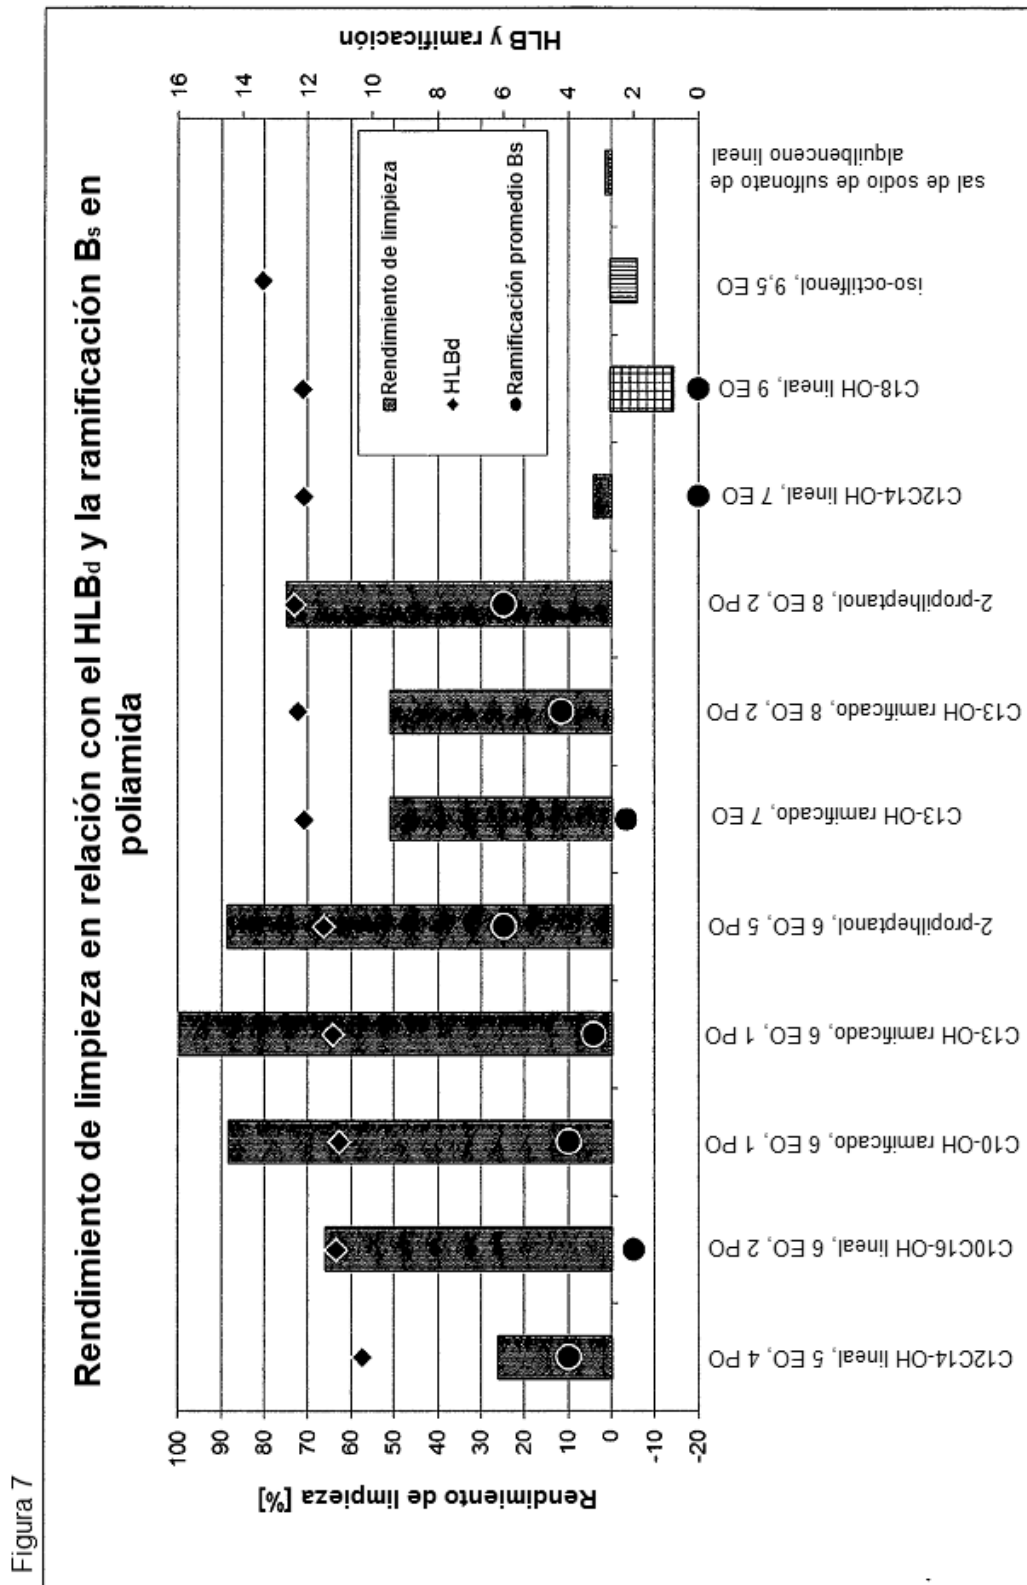 Figura 7
Rendimiento de limpieza en relación con el HLBd y la ramificación Bs en
poliamida
Rendimiento de limpieza [%]
100
90
80
70
60
50
40
30
20
10
0
-10
-20
HLB y ramificación
16
14
12
10
8
6
4
2
0
Rendimiento de limpieza
HLBd
Ramificación promedio Bs
C12C14-OH lineal, 5 EO, 4 PO
C10C16-OH lineal, 6 EO, 2 PO
C10-OH ramificado, 6 EO, 1 PO
C13-OH ramificado, 6 EO, 1 PO
2-propilheptanol, 6 EO, 5 PO
C13-OH ramificado, 7 EO
C13-OH ramificado, 8 EO, 2 PO
2-propilheptanol, 8 EO, 2 PO
C12C14-OH lineal, 7 EO
C18-OH lineal, 9 EO
iso-octilfenol, 9,5 EO
sal de sodio de sulfonato de
alquilbenceno lineal